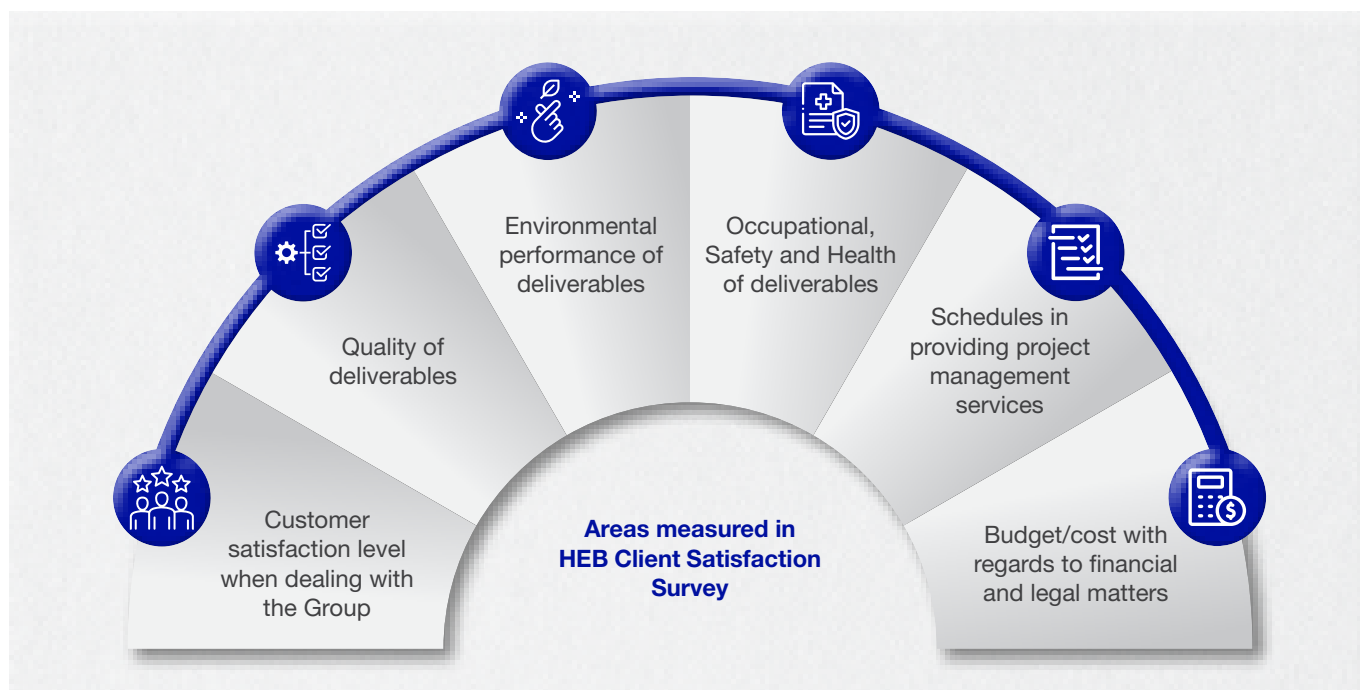 Customer
satisfaction level
when dealing with
the Group
Quality of
deliverables
Environmental
performance of
deliverables
Occupational,
Safety and Health
of deliverables
Schedules in
providing project
management
services
Budget/cost with
regards to financial
and legal matters
Areas measured in
HEB Client Satisfaction
Survey
$